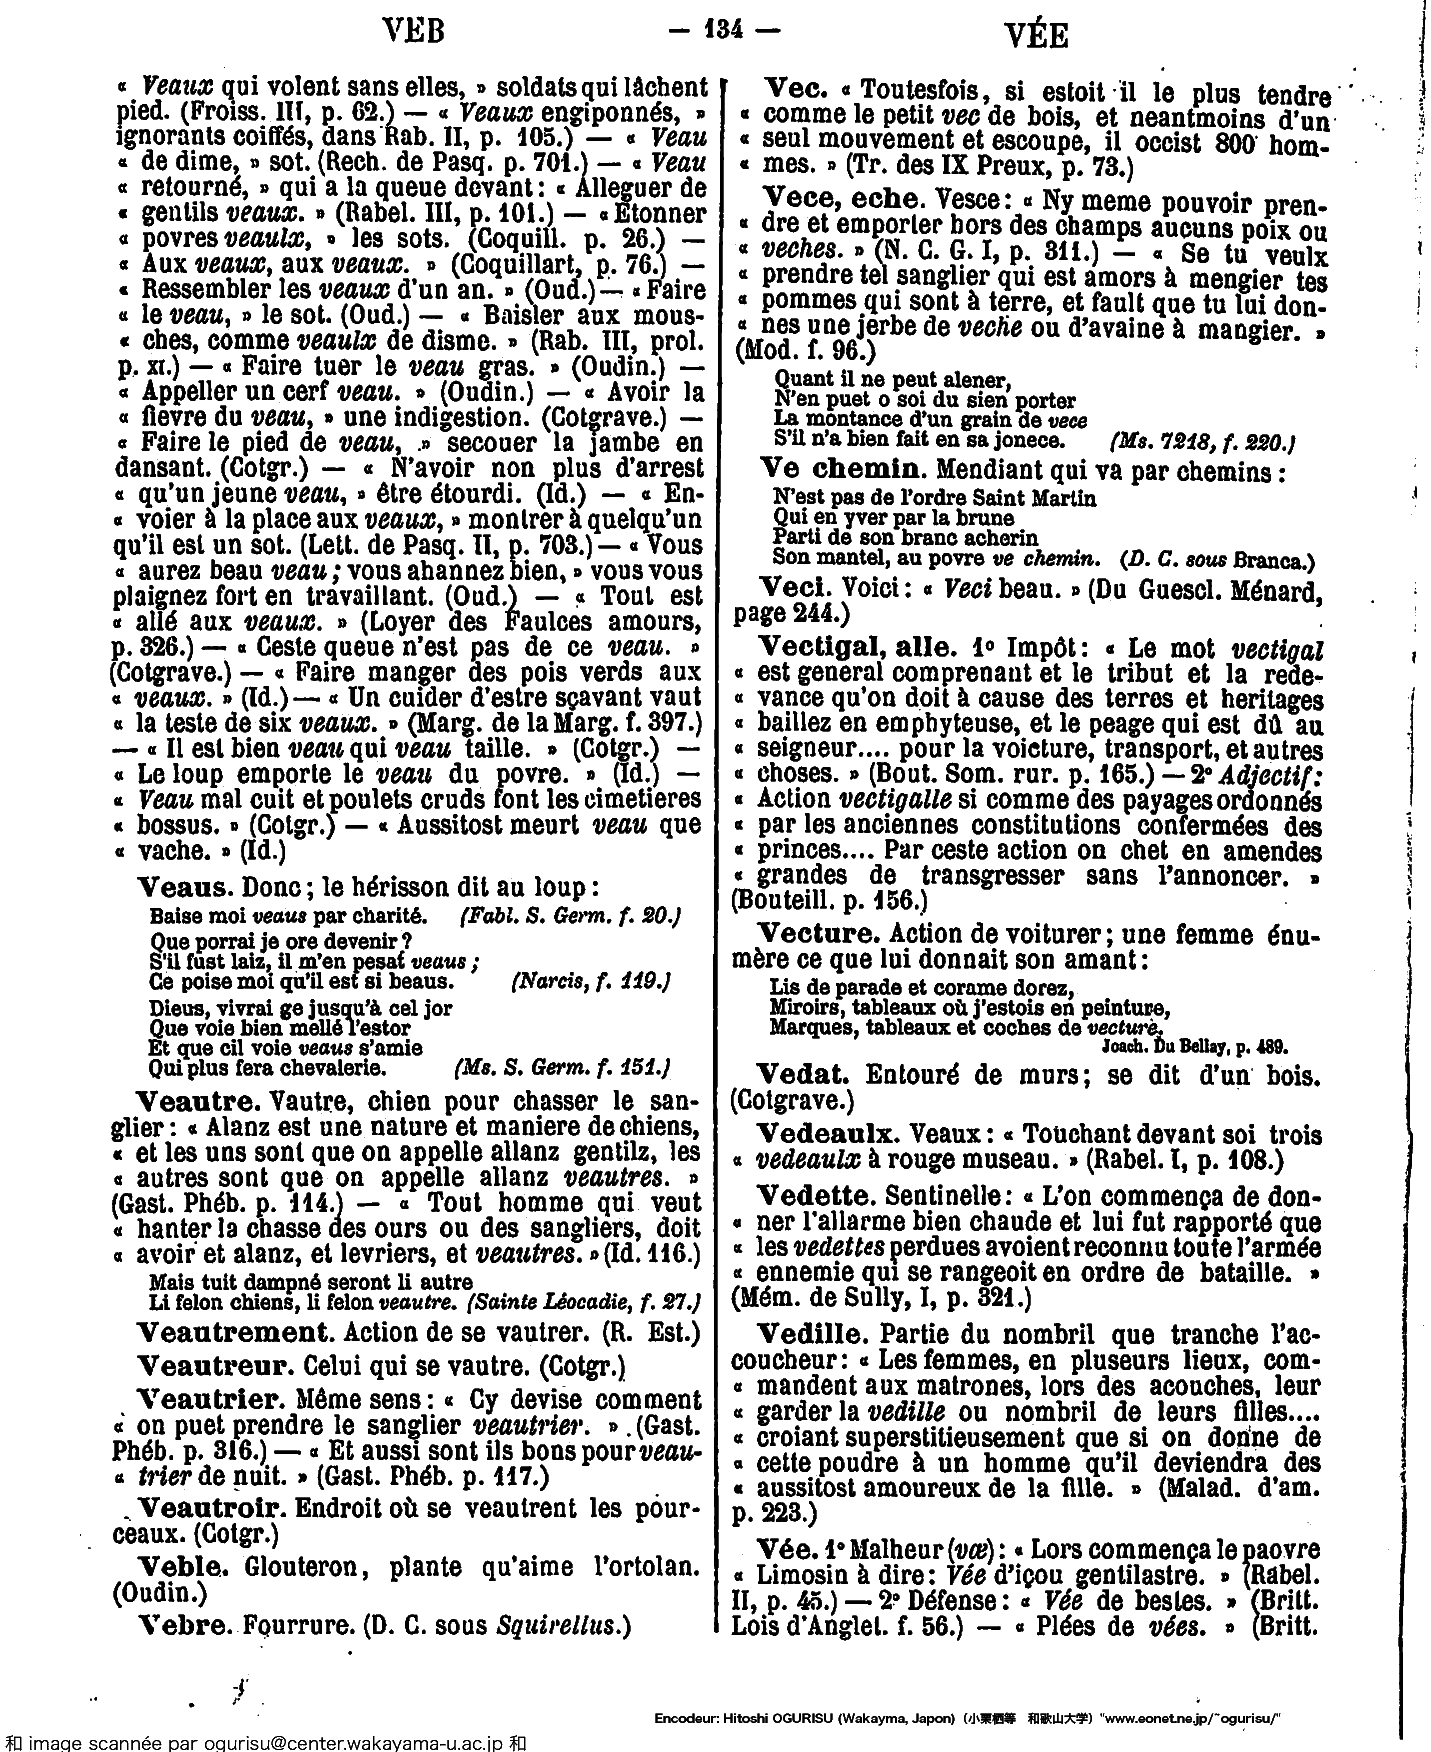 VEB
— 134 —
VÉE
« Veaux qui volent sans elles, » soldats qui lâchent
pied. (Froiss. III, p. 62.) — « Veaux engiponnés, »
ignorants coiffés, dans Rab. II, p. 105.) — « Veau
« de dime, » sot. (Rech. de Pasq. p. 701.) — « Veau
« retourné, » qui a la queue devant : « Alleguer de
« gentils veaux. » (Rabel. III, p. 101.) — « Etonner
« povres veaulx, » les sots. (Coquill. p. 26.) —
« Aux veaux, aux veaux. » (Coquillart, p. 76.) —
« Ressembler les veaux d'un an. » (Oud.) — « Faire
« le veau, » le sot. (Oud.) — « Baisler aux mous-
« ches, comme veaulx de disme. » (Rab. III, prol.
p. XI.) — « Faire tuer le veau gras. » (Oudin.) —
« Appeller un cerf veau. » (Oudin.) — « Avoir la
« fievre du veau, » une indigestion. (Cotgrave.) —
« Faire le pied de veau, » secouer la jambe en
dansant. (Cotgr.) — « N'avoir non plus d'arrest
« qu'un jeune veau, » être étourdi. (Id.) — « En-
« voier à la place aux veaux, » montrer à quelqu'un
qu'il est un sot. (Lett. de Pasq. II, p. 703.) — « Vous
« aurez beau veau ; vous ahannez bien, » vous vous
plaignez fort en travaillant. (Oud.) — « Tout est
« allé aux veaux. » (Loyer des Faulces amours,
p. 326.) — « Ceste queue n'est pas de ce veau. »
(Cotgrave.) — « Faire manger des pois verds aux
« veaux. » (Id.) — « Un cuider d'estre sçavant vaut
« la teste de six veaux. » (Marg. de la Marg. f. 397.)
— « Il est bien veau qui veau taille. » (Cotgr.) —
« Le loup emporte le veau du povre. » (Id.) —
« Veau mal cuit et poulets cruds font les cimetieres
« bossus. » (Cotgr.) — « Aussitost meurt veau que
« vache. » (Id.)
Veaus. Donc ; le hérisson dit au loup :
Baise moi veaus par charité. (Fabl. S. Germ. f. 20.)
Que porrai je ore devenir ?
S'il fust laiz, il m'en pesat veaus ;
Ce poise moi qu'il est si beaus. (Narcis, f. 119.)
Dieus, vivrai ge jusqu'à cel jor
Que voie bien mellé l'estor
Et que cil voie veaus s'amie
Qui plus fera chevalerie. (Ms. S. Germ. f. 151.)
Veautre. Vautre, chien pour chasser le san-
glier : « Alanz est une nature et maniere de chiens,
« et les uns sont que on appelle allanz gentilz, les
« autres sont que on appelle allanz veautres. »
(Gast. Phéb. p. 114.) — « Tout homme qui veut
« hanter la chasse des ours ou des sangliers, doit
« avoir et alanz, et levriers, et veautres. » (Id. 116.)
Mais tuit dampné seront li autre
Li felon chiens, li felon veautre. (Sainte Léocadie, f. 27.)
Veautrement. Action de se vautrer. (R. Est.)
Veautreur. Celui qui se vautre. (Cotgr.)
Veautrier. Même sens : « Cy devise comment
« on puet prendre le sanglier veautrier. » (Gast.
Phéb. p. 316.) — « Et aussi sont ils bons pour veau-
« trier de nuit. » (Gast. Phéb. p. 117.)
Veautroir. Endroit où se veautrent les pour-
ceaux. (Cotgr.)
Veble. Glouteron, plante qu'aime l'ortolan.
(Oudin.)
Vebre. Fourrure. (D. C. sous Squirellus.)
Vec. « Toutesfois, si estoit il le plus tendre
« comme le petit vec de bois, et neantmoins d'un
« seul mouvement et escoupe, il occist 800 hom-
« mes. » (Tr. des IX Preux, p. 73.)
Vece, eche. Vesce : « Ny meme pouvoir pren-
« dre et emporter hors des champs aucuns poix ou
« veches. » (N. C. G. I, p. 311.) — « Se tu veulx
« prendre tel sanglier qui est amors à mengier tes
« pommes qui sont à terre, et fault que tu lui don-
« nes une jerbe de veche ou d'avaine à mangier. »
(Mod. f. 96.)
Quant il ne peut alener,
N'en puet o soi du sien porter
La montance d'un grain de vece
S'il n'a bien fait en sa jonece. (Ms. 7218, f. 220.)
Ve chemin. Mendiant qui va par chemins :
N'est pas de l'ordre Saint Martin
Qui en yver par la brune
Parti de son branc acherin
Son mantel, au povre ve chemin. (D. C. sous Branca.)
Veci. Voici : « Veci beau. » (Du Guescl. Ménard,
page 244.)
Vectigal, alle. 1° Impôt : « Le mot vectigal
« est general comprenant et le tribut et la rede-
« vance qu'on doit à cause des terres et heritages
« baillez en emphyteuse, et le peage qui est dû au
« seigneur.... pour la voicture, transport, et autres
« choses. » (Bout. Som. rur. p. 165.) — 2° Adjectif :
« Action vectigalle si comme des payages ordonnés
« par les anciennes constitutions confermées des
« princes.... Par ceste action on chet en amendes
« grandes de transgresser sans l'annoncer. »
(Bouteill. p. 156.)
Vecture. Action de voiturer ; une femme énu-
mère ce que lui donnait son amant :
Lis de parade et corame dorez,
Miroirs, tableaux où j'estois en peinture,
Marques, tableaux et coches de vecture.
Joach. Du Bellay, p. 489.
Vedat. Entouré de murs ; se dit d'un bois.
(Cotgrave.)
Vedeaulx. Veaux : « Touchant devant soi trois
« vedeaulx à rouge museau. » (Rabel. I, p. 108.)
Vedette. Sentinelle : « L'on commença de don-
« ner l'allarme bien chaude et lui fut rapporté que
« les vedettes perdues avoient reconnu toute l'armée
« ennemie qui se rangeoit en ordre de bataille. »
(Mém. de Sully, I, p. 321.)
Vedille. Partie du nombril que tranche l'ac-
coucheur : « Les femmes, en pluseurs lieux, com-
« mandent aux matrones, lors des acouches, leur
« garder la vedille ou nombril de leurs filles....
« croiant superstitieusement que si on donne de
« cette poudre à un homme qu'il deviendra des
« aussitost amoureux de la fille. » (Malad. d'am.
p. 223.)
Vée. 1° Malheur (væ) : « Lors commença le paovre
« Limosin à dire : Vée d'içou gentilastre. » (Rabel.
II, p. 45.) — 2° Défense : « Vée de bestes. » (Britt.
Lois d'Anglet. f. 56.) — « Plées de vées. » (Britt.
Encodeur: Hitoshi OGURISU (Wakayma, Japon) (小栗栖等 和歌山大学) "www.eonet.ne.jp/~ogurisu/"
和 image scannée par ogurisu@center.wakayama-u.ac.jp 和